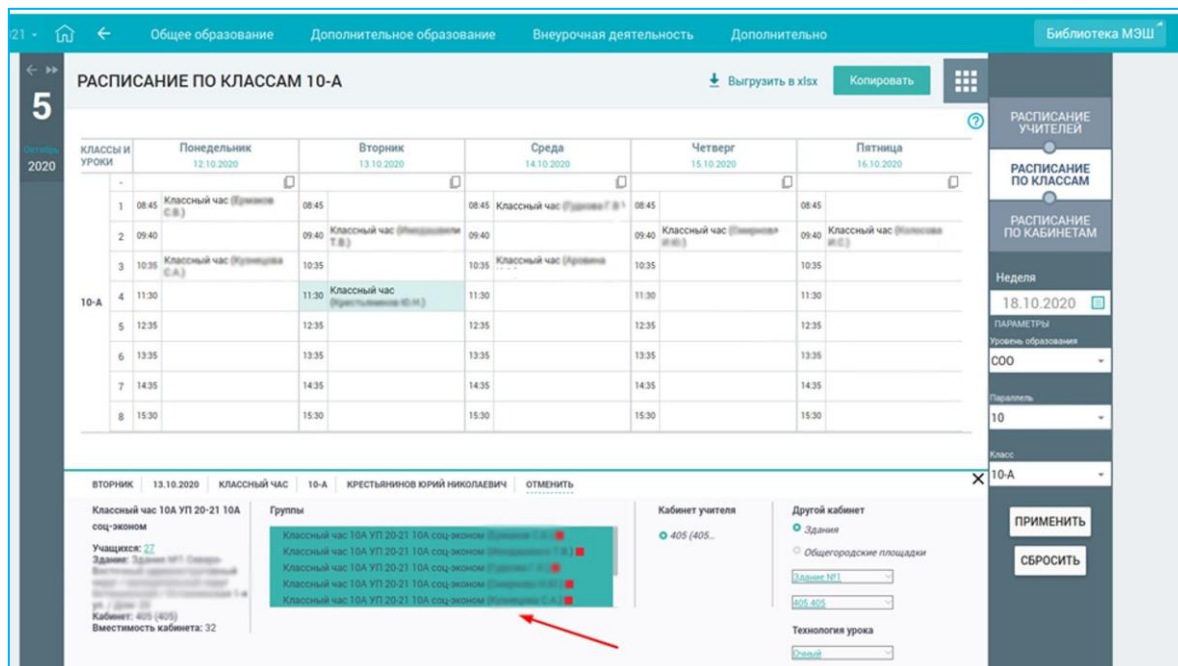 21
Общее образование Дополнительное образование Внеурочная деятельность Дополнительно Библиотека МЭШ
5
Октябрь
2020
РАСПИСАНИЕ ПО КЛАССАМ 10-А Выгрузить в xlsx Копировать
КЛАССЫ И УРОКИ
Понедельник Вторник Среда Четверг Пятница
12.10.2020 13.10.2020 14.10.2020 15.10.2020 16.10.2020
-
10-А
1 08:45 Классный час 08:45 08:45 Классный час 08:45 08:45
2 09:40 09:40 Классный час 09:40 09:40 Классный час 09:40 Классный час
3 10:35 Классный час 10:35 10:35 Классный час 10:35 10:35
4 11:30 11:30 Классный час 11:30 11:30 11:30
5 12:35 12:35 12:35 12:35 12:35
6 13:35 13:35 13:35 13:35 13:35
7 14:35 14:35 14:35 14:35 14:35
8 15:30 15:30 15:30 15:30 15:30
ВТОРНИК 13.10.2020 КЛАССНЫЙ ЧАС 10-А КРЕСТЬЯНИНОВ ЮРИЙ НИКОЛАЕВИЧ ОТМЕНИТЬ
Классный час 10А УП 20-21 10А
соц-эконом
Учащихся: 27
Здание:
Кабинет: 405 (405)
Вместимость кабинета: 32
Группы
Классный час 10А УП 20-21 10А соц-эконом
Классный час 10А УП 20-21 10А соц-эконом
Классный час 10А УП 20-21 10А соц-эконом
Классный час 10А УП 20-21 10А соц-эконом
Классный час 10А УП 20-21 10А соц-эконом
Кабинет учителя
405 (405...
Другой кабинет
Здания
Общегородские площадки
Здание №1
405 405
Технология урока
Очный
РАСПИСАНИЕ
УЧИТЕЛЕЙ
РАСПИСАНИЕ
ПО КЛАССАМ
РАСПИСАНИЕ
ПО КАБИНЕТАМ
Неделя
18.10.2020
ПАРАМЕТРЫ
Уровень образования
СОО
Параллель
10
Класс
10-А
ПРИМЕНИТЬ
СБРОСИТЬ